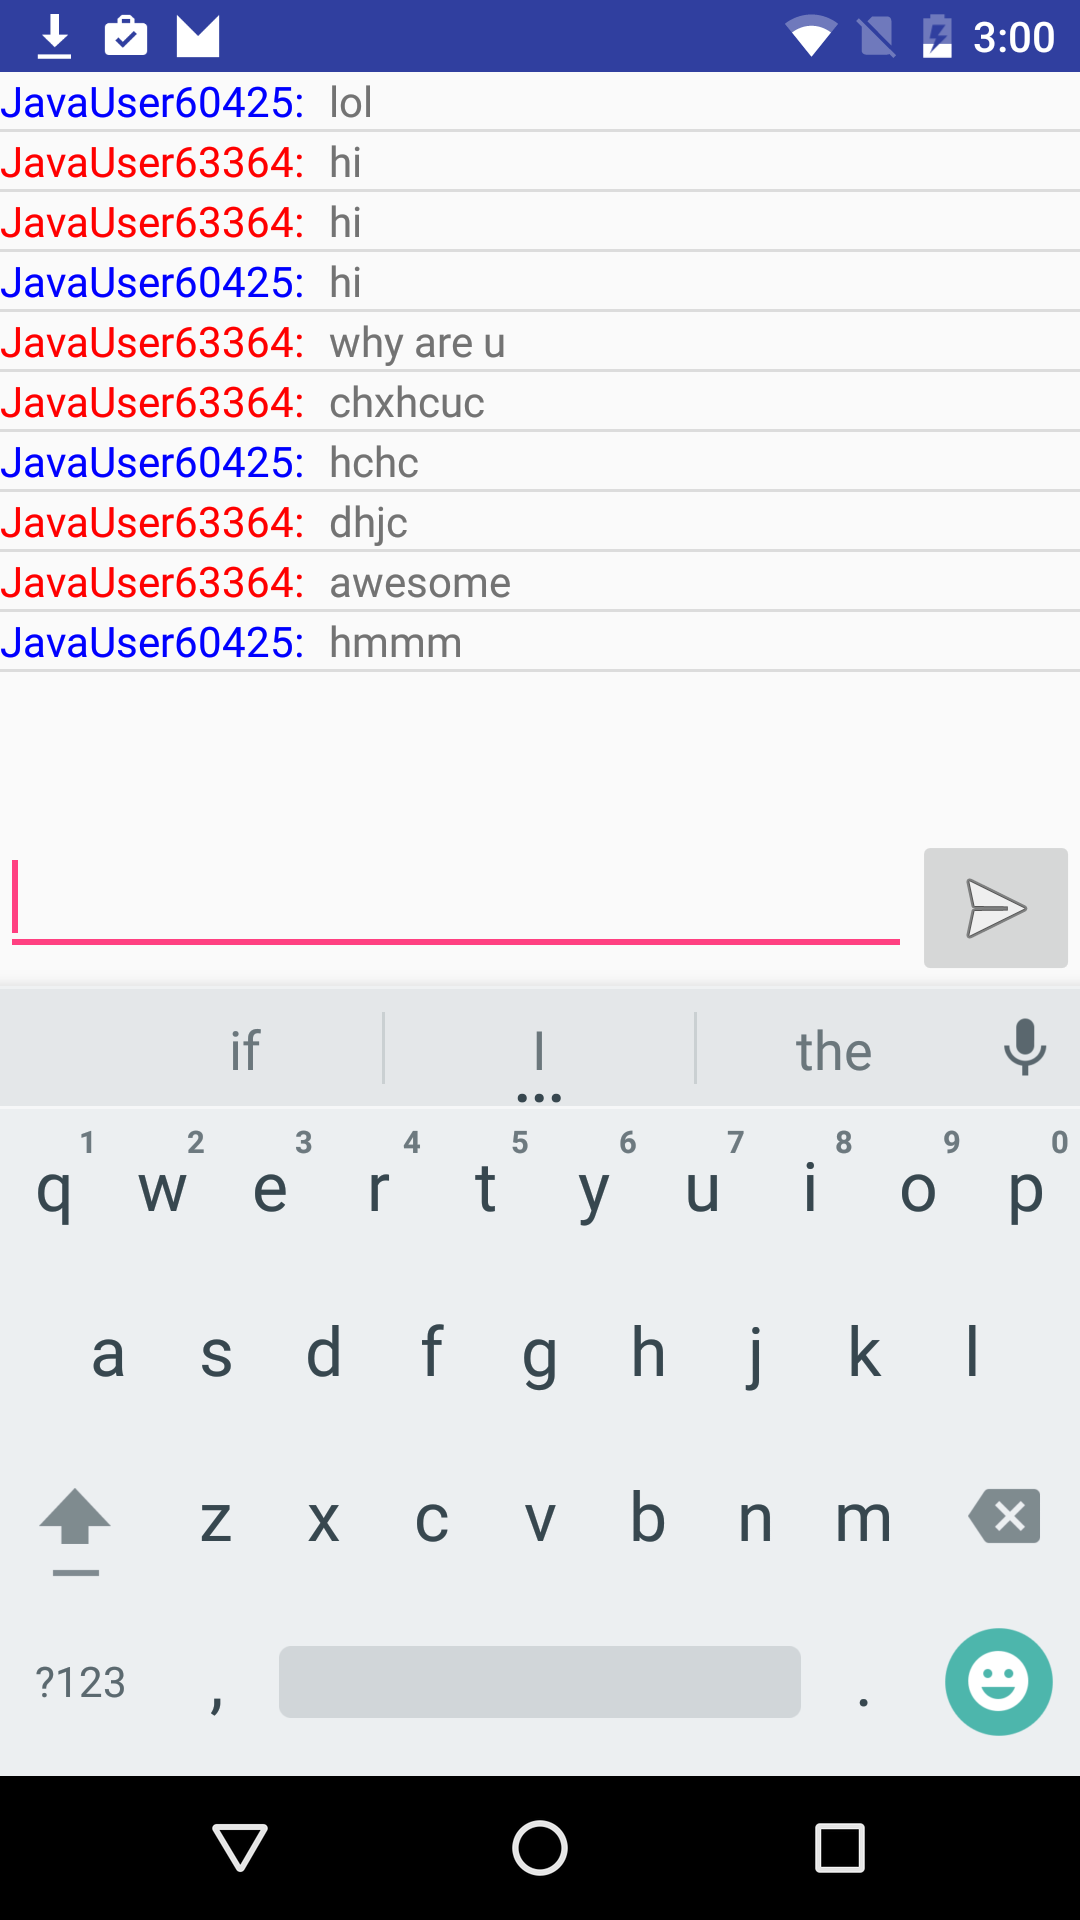 3:00
JavaUser60425: lol
JavaUser63364: hi
JavaUser63364: hi
JavaUser60425: hi
JavaUser63364: why are u
JavaUser63364: chxhcuc
JavaUser60425: hchc
JavaUser63364: dhjc
JavaUser63364: awesome
JavaUser60425: hmmm
if I the
1 2 3 4 5 6 7 8 9 0
q w e r t y u i o p
a s d f g h j k l
z x c v b n m
?123 , .